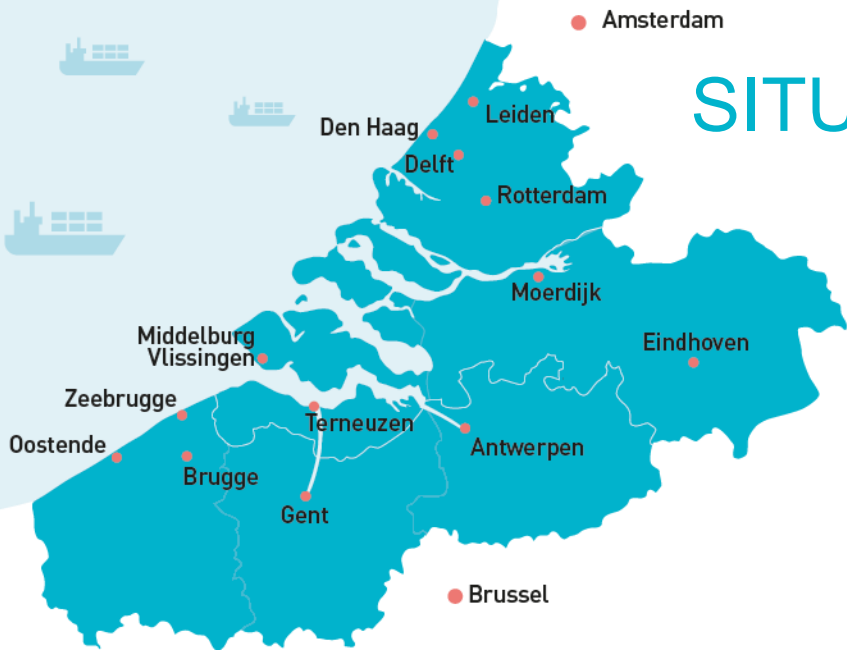 Amsterdam
SITU
Leiden
Den Haag
Delft
Rotterdam
Moerdijk
Middelburg
Vlissingen
Eindhoven
Zeebrugge
Terneuzen
Oostende
Antwerpen
Brugge
Gent
Brussel